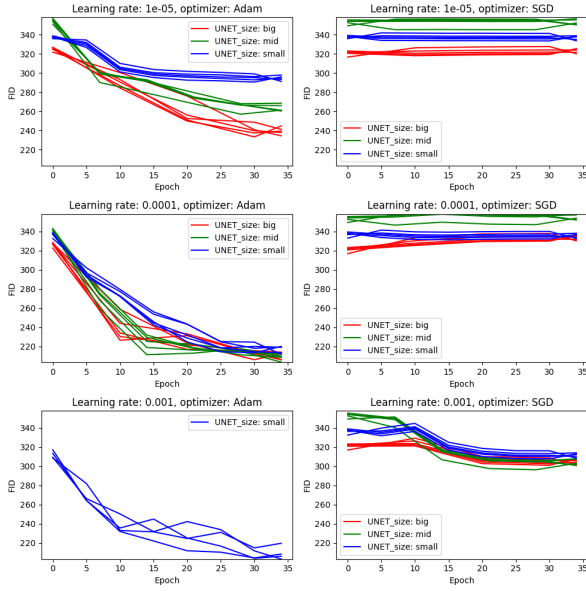 Learning rate: 1e-05, optimizer: Adam
FID
340
320
300
280
260
240
220
UNET_size: big
UNET_size: mid
UNET_size: small
0 5 10 15 20 25 30 35
Epoch
Learning rate: 1e-05, optimizer: SGD
FID
340
320
300
280
260
240
220
UNET_size: big
UNET_size: mid
UNET_size: small
0 5 10 15 20 25 30 35
Epoch
Learning rate: 0.0001, optimizer: Adam
FID
340
320
300
280
260
240
220
UNET_size: big
UNET_size: mid
UNET_size: small
0 5 10 15 20 25 30 35
Epoch
Learning rate: 0.0001, optimizer: SGD
FID
340
320
300
280
260
240
220
UNET_size: big
UNET_size: mid
UNET_size: small
0 5 10 15 20 25 30 35
Epoch
Learning rate: 0.001, optimizer: Adam
FID
340
320
300
280
260
240
220
UNET_size: small
0 5 10 15 20 25 30 35
Epoch
Learning rate: 0.001, optimizer: SGD
FID
340
320
300
280
260
240
220
UNET_size: big
UNET_size: mid
UNET_size: small
0 5 10 15 20 25 30 35
Epoch